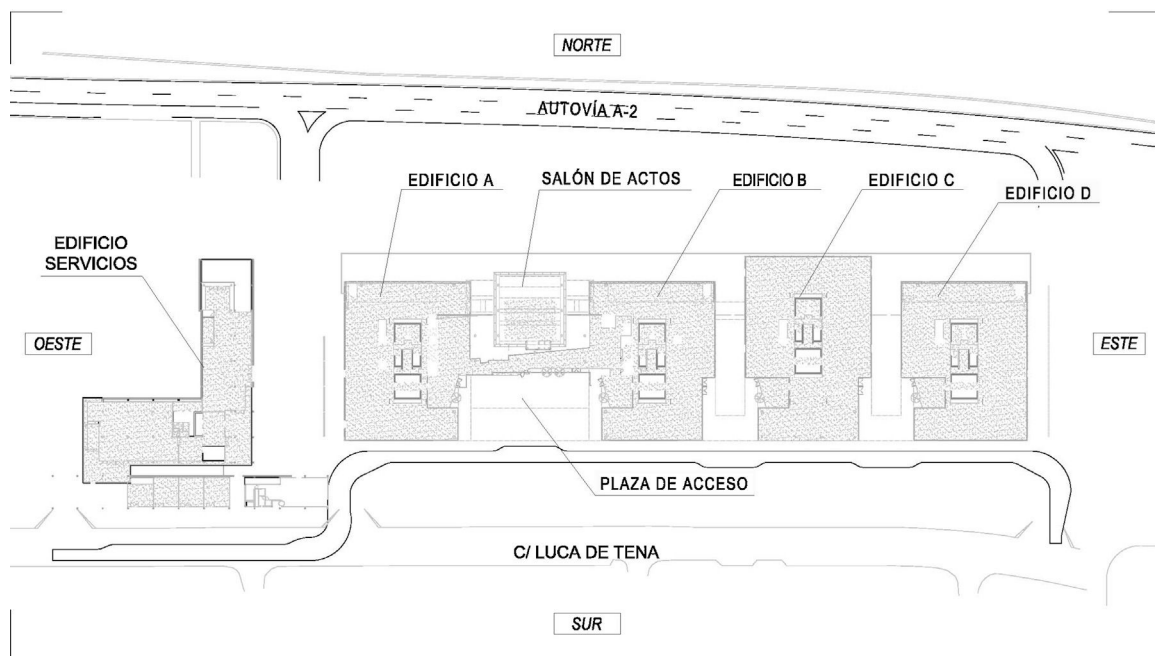 NORTE
AUTOVÍA A-2
EDIFICIO A
SALÓN DE ACTOS
EDIFICIO B
EDIFICIO C
EDIFICIO D
EDIFICIO
SERVICIOS
OESTE
ESTE
PLAZA DE ACCESO
C/ LUCA DE TENA
SUR